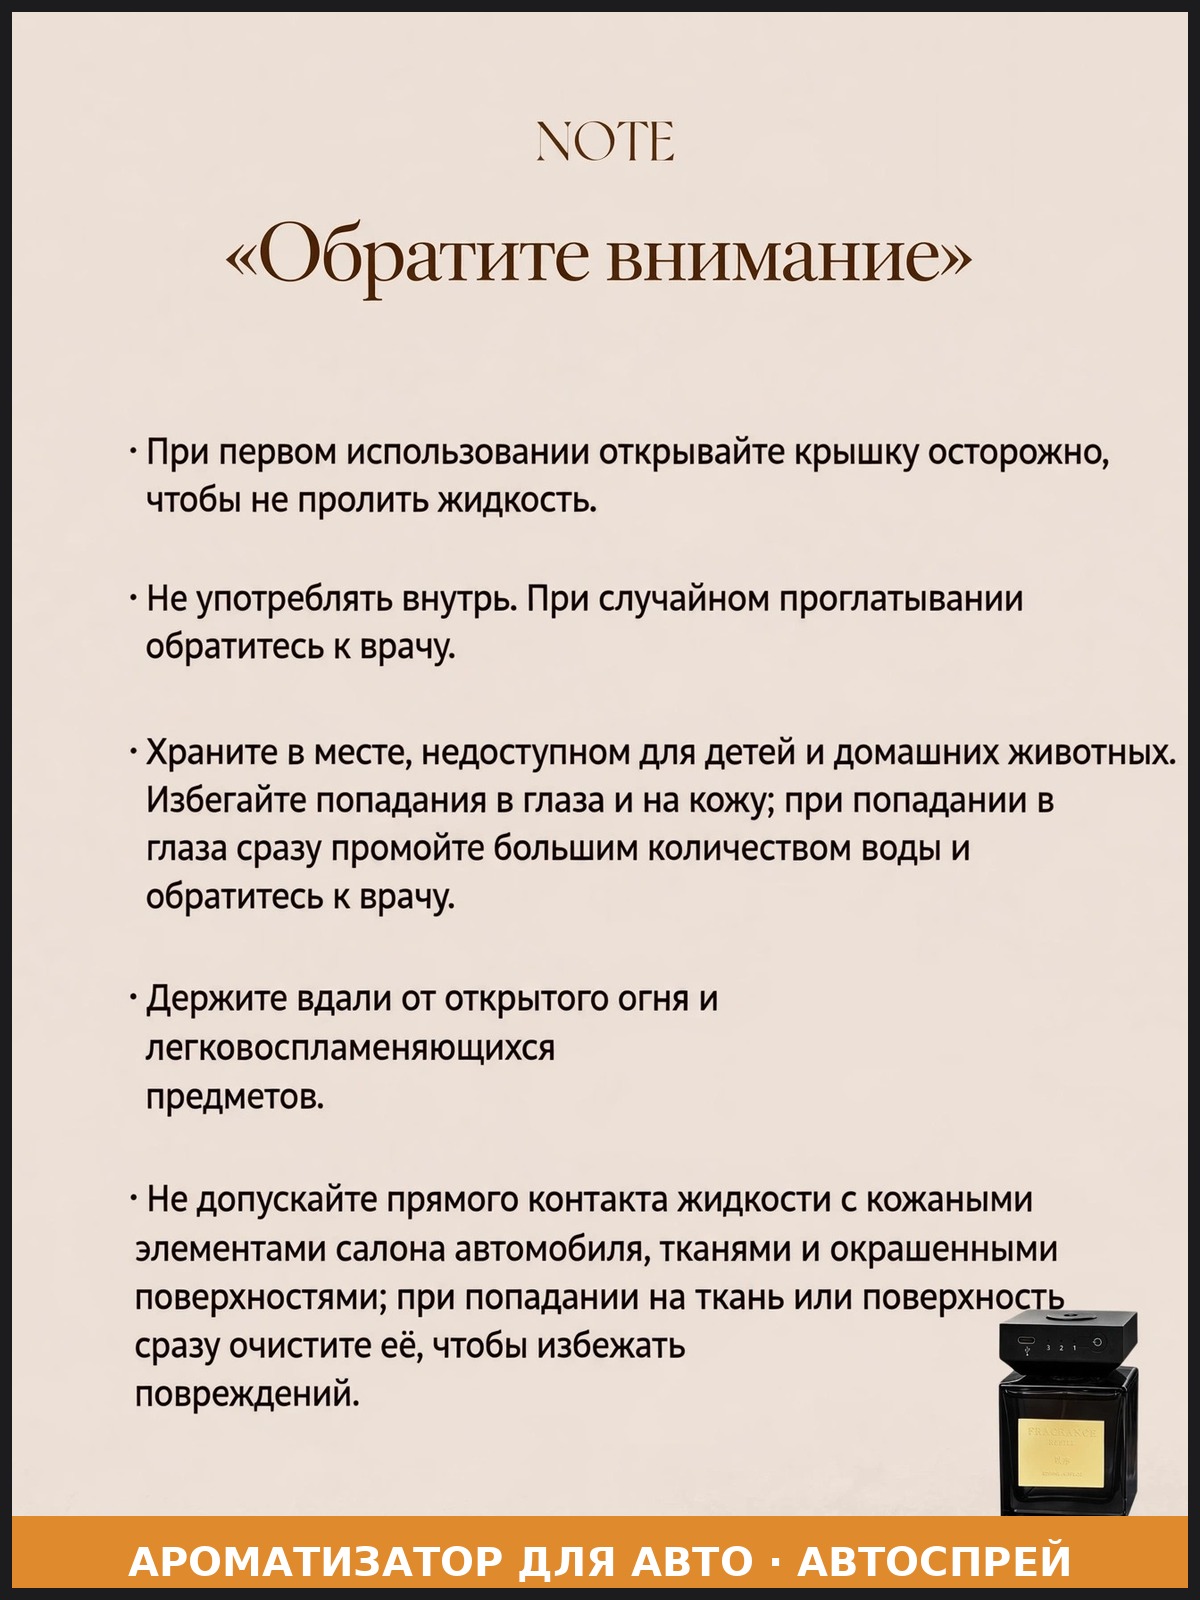 NOTE
«Обратите внимание»
· При первом использовании открывайте крышку осторожно,
чтобы не пролить жидкость.
· Не употреблять внутрь. При случайном проглатывании
обратитесь к врачу.
· Храните в месте, недоступном для детей и домашних животных.
Избегайте попадания в глаза и на кожу; при попадании в
глаза сразу промойте большим количеством воды и
обратитесь к врачу.
· Держите вдали от открытого огня и
легковоспламеняющихся
предметов.
· Не допускайте прямого контакта жидкости с кожаными
элементами салона автомобиля, тканями и окрашенными
поверхностями; при попадании на ткань или поверхность
сразу очистите её, чтобы избежать
повреждений.
3 2 1
FRAGRANCE
АРОМАТИЗАТОР ДЛЯ АВТО · АВТОСПРЕЙ